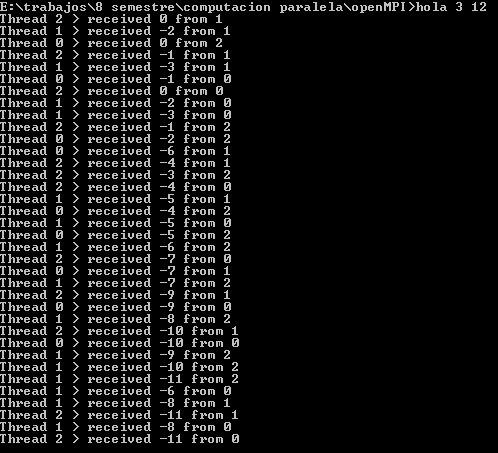 E:\trabajos\8 semestre\computacion paralela\openMPI>hola 3 12
Thread 2 > received 0 from 1
Thread 1 > received -2 from 1
Thread 0 > received 0 from 2
Thread 2 > received -1 from 1
Thread 1 > received -3 from 1
Thread 0 > received -1 from 0
Thread 2 > received 0 from 0
Thread 1 > received -2 from 0
Thread 1 > received -3 from 0
Thread 2 > received -1 from 2
Thread 0 > received -2 from 2
Thread 0 > received -6 from 1
Thread 2 > received -4 from 1
Thread 2 > received -3 from 2
Thread 2 > received -4 from 0
Thread 1 > received -5 from 1
Thread 0 > received -4 from 2
Thread 1 > received -5 from 0
Thread 0 > received -5 from 2
Thread 1 > received -6 from 2
Thread 2 > received -7 from 0
Thread 0 > received -7 from 1
Thread 1 > received -7 from 2
Thread 2 > received -9 from 1
Thread 0 > received -9 from 0
Thread 1 > received -8 from 2
Thread 2 > received -10 from 1
Thread 0 > received -10 from 0
Thread 1 > received -9 from 2
Thread 1 > received -10 from 2
Thread 1 > received -11 from 2
Thread 1 > received -6 from 0
Thread 1 > received -8 from 1
Thread 2 > received -11 from 1
Thread 1 > received -8 from 0
Thread 2 > received -11 from 0